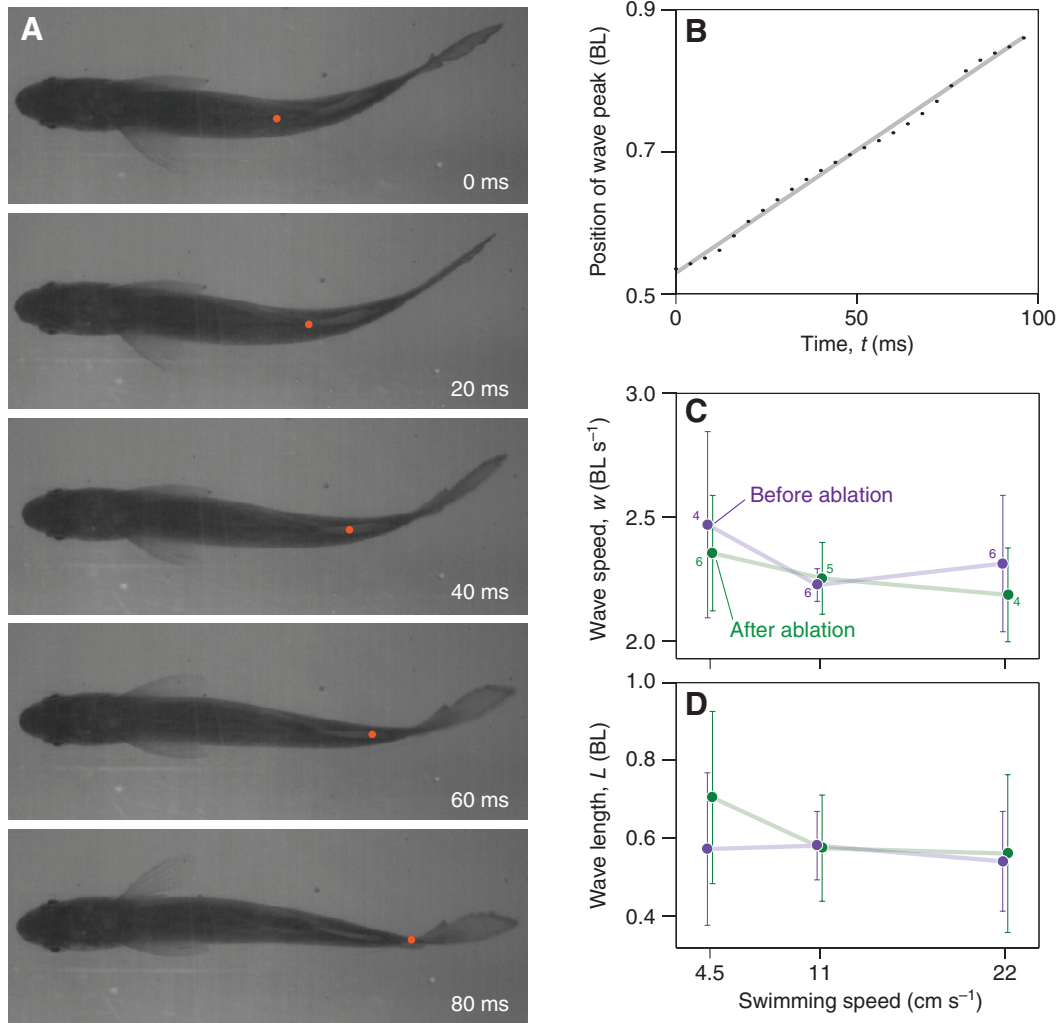 A
0 ms
20 ms
40 ms
60 ms
80 ms
B
0.9
0.7
0.5
Position of wave peak (BL)
0
50
100
Time, t (ms)
C
3.0
2.5
2.0
Wave speed, w (BL s⁻¹)
Before ablation
After ablation
4
6
6
5
6
4
D
1.0
0.8
0.6
0.4
Wave length, L (BL)
4.5
11
22
Swimming speed (cm s⁻¹)